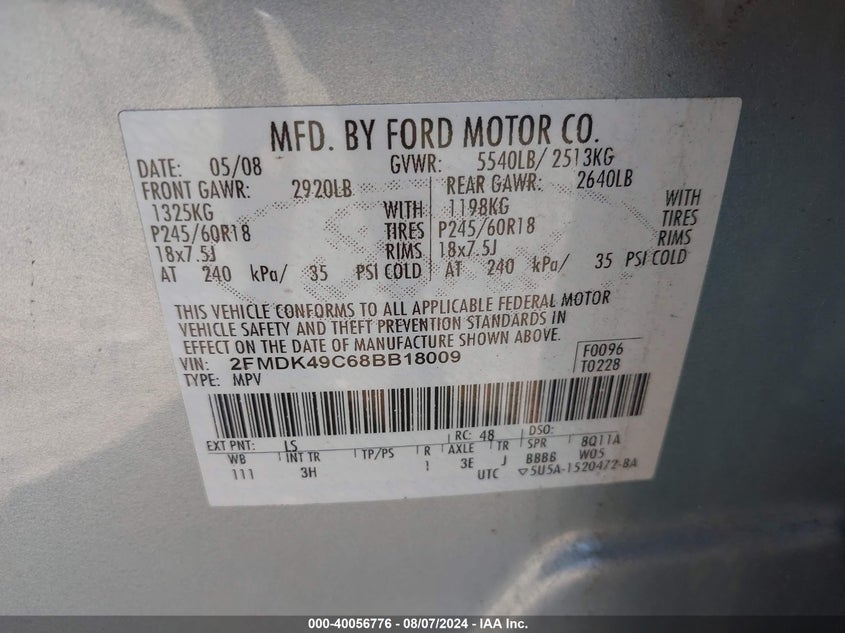 MFD. BY FORD MOTOR CO.
DATE: 05/08 GVWR: 5540LB/ 2513KG
FRONT GAWR: 2920LB REAR GAWR: 2640LB
1325KG WITH 1198KG WITH
P245/60R18 TIRES P245/60R18 TIRES
18x7.5J RIMS 18x7.5J RIMS
AT 240 kPa/ 35 PSI COLD AT 240 kPa/ 35 PSI COLD
THIS VEHICLE CONFORMS TO ALL APPLICABLE FEDERAL MOTOR
VEHICLE SAFETY AND THEFT PREVENTION STANDARDS IN
EFFECT ON THE DATE OF MANUFACTURE SHOWN ABOVE.
VIN: 2FMDK49C68BB18009 F0096
TYPE: MPV T0228
EXT PNT: LS RC: 48 DSO:
WB INT TR TP/PS R AXLE TR SPR 8Q11A
111 3H 1 3E J BBBB W05
UTC ▽5U5A-1520472-BA
000-40056776 - 08/07/2024 - IAA Inc.